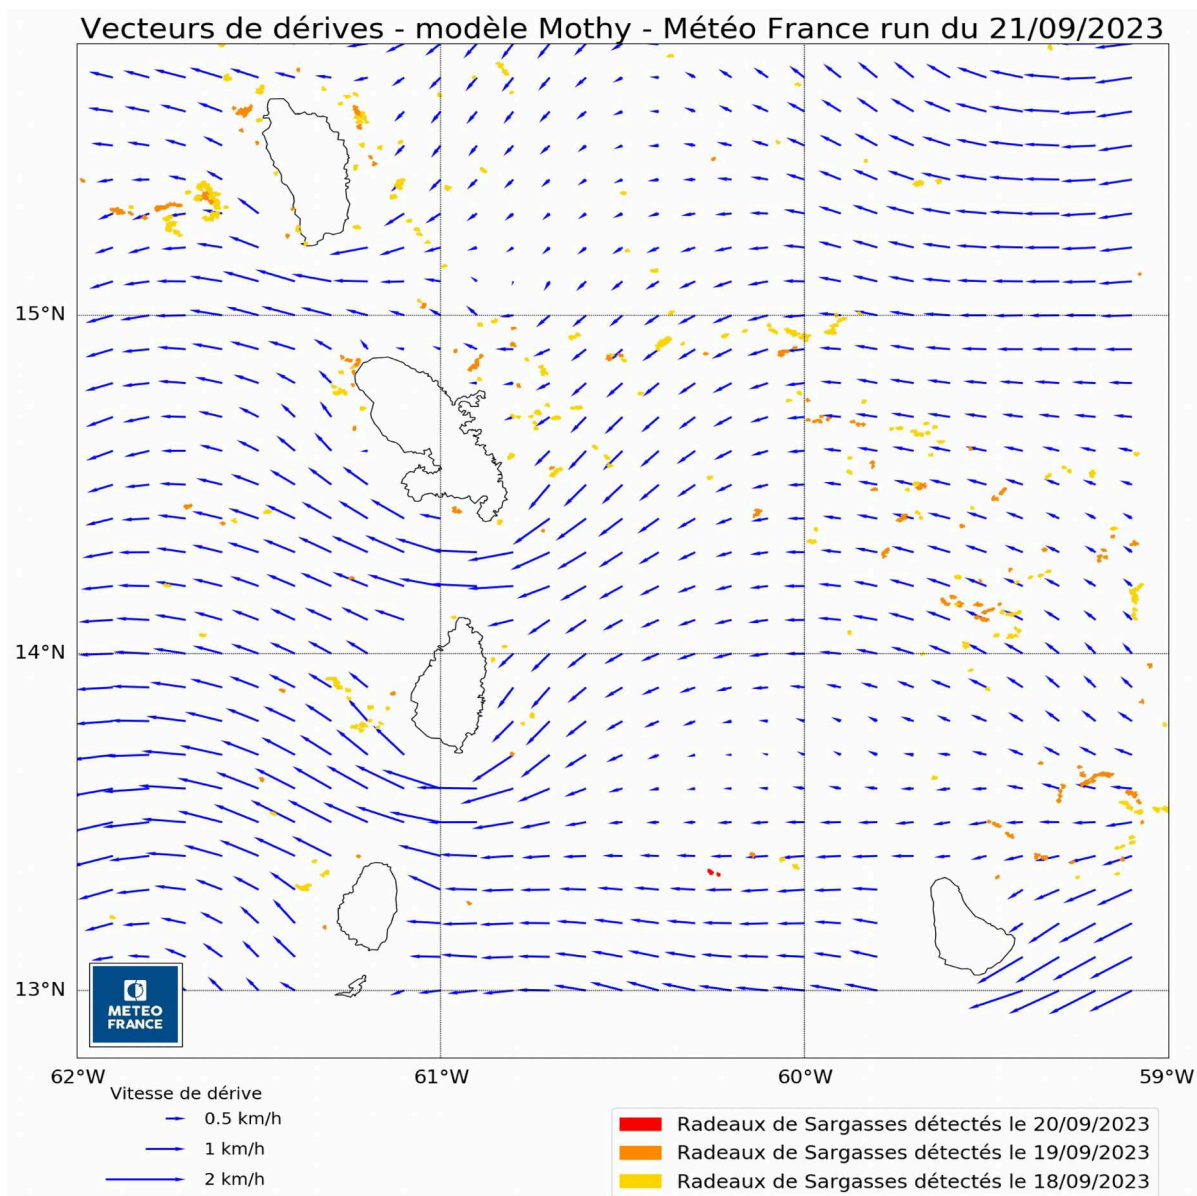 Vecteurs de dérives - modèle Mothy - Météo France run du 21/09/2023
15°N
14°N
13°N
METEO
FRANCE
62°W
61°W
60°W
59°W
Vitesse de dérive
0.5 km/h
1 km/h
2 km/h
Radeaux de Sargasses détectés le 20/09/2023
Radeaux de Sargasses détectés le 19/09/2023
Radeaux de Sargasses détectés le 18/09/2023